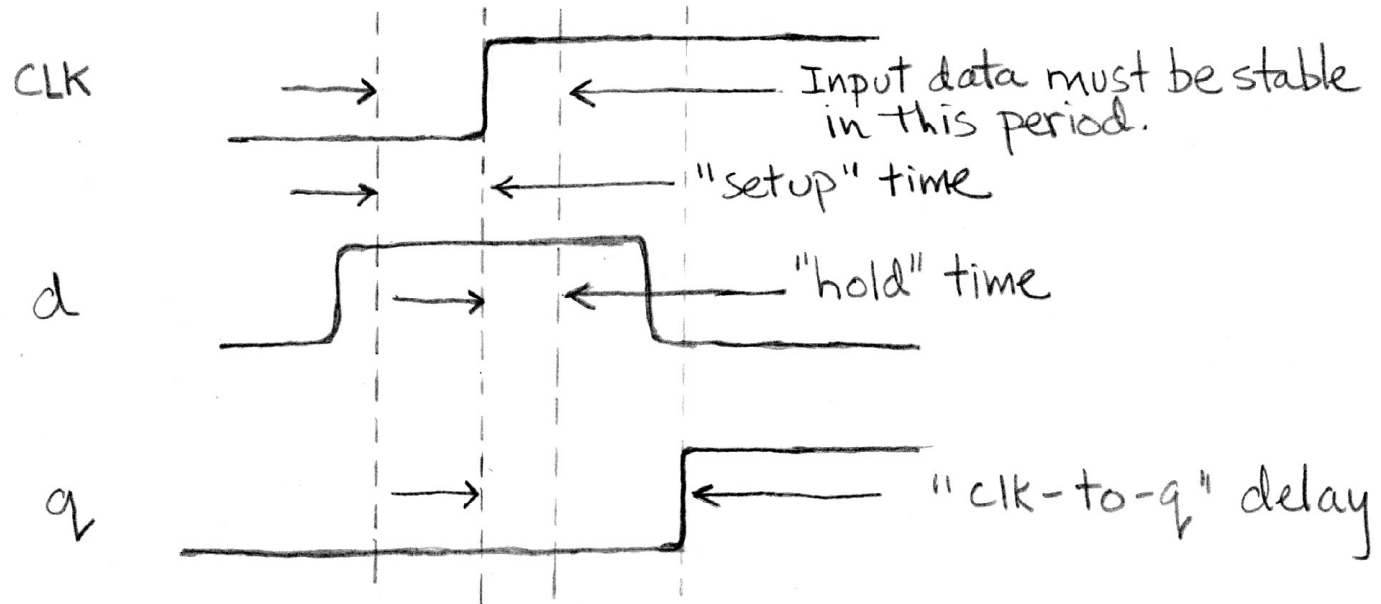 CLK
Input data must be stable
in this period.
"setup" time
d
"hold" time
q
"clk-to-q" delay